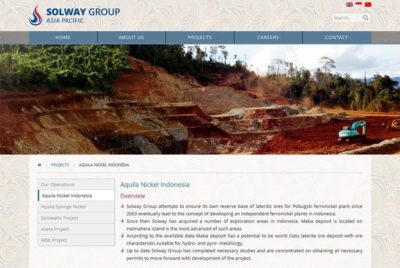 SOLWAY GROUP
ASIA PACIFIC
Search..
HOME
ABOUT US
PROJECTS
CAREERS
CONTACT
PROJECTS
AQUILA NICKEL INDONESIA
Our Operations
Aquila Nickel Indonesia
Aquila Sponge Nickel
Sorowako Project
Aserra Project
Aifat Project
Aquila Nickel Indonesia
Overview
Solway Group attempts to ensure its own reserve base of lateritic ores for Pobugski ferronickel plant since
2003 eventually lead to the concept of developing an independent ferronickel plants in Indonesia.
Since then Solway has acquired a number of exploration areas in Indonesia. Maba deposit is located on
Halmahera island is the most advanced of such areas.
According to the available data Maba deposit has a potential to be world class laterite ore deposit with ore
characteristic suitable for hydro- and pyro- metallurgy.
Up to date Solway Group has completed necessary studies and are concentrated on obtaining all necessary
permits to move forward with development of the project.